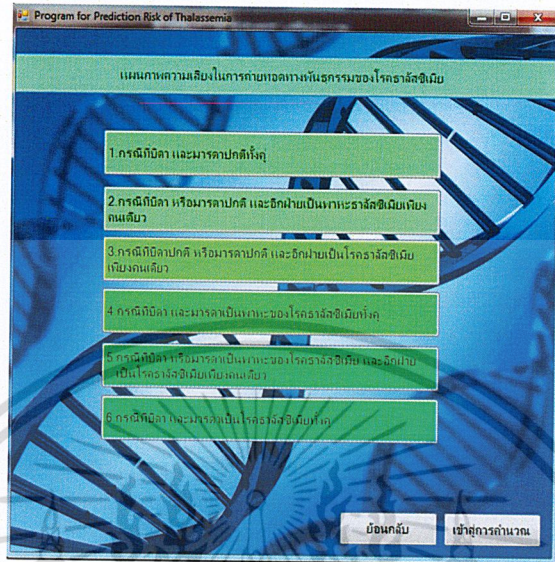 Program for Prediction Risk of Thalassemia
แผนภาพความเสี่ยงในการถ่ายทอดทางพันธุกรรมของโรคธาลัสซีเมีย
1.กรณีที่บิดา และมารดาปกติทั้งคู่
2.กรณีที่บิดา หรือมารดาปกติ และอีกฝ่ายเป็นพาหะธาลัสซีเมียเพียง
คนเดียว
3.กรณีที่บิดาปกติ หรือมารดาปกติ และอีกฝ่ายเป็นโรคธาลัสซีเมีย
เพียงคนเดียว
4.กรณีที่บิดา และมารดาเป็นพาหะของโรคธาลัสซีเมียทั้งคู่
5.กรณีที่บิดา หรือมารดาเป็นพาหะของโรคธาลัสซีเมีย และอีกฝ่าย
เป็นโรคธาลัสซีเมียเพียงคนเดียว
6.กรณีที่บิดา และมารดาเป็นโรคธาลัสซีเมียทั้งคู่
ย้อนกลับ
เข้าสู่การคำนวณ